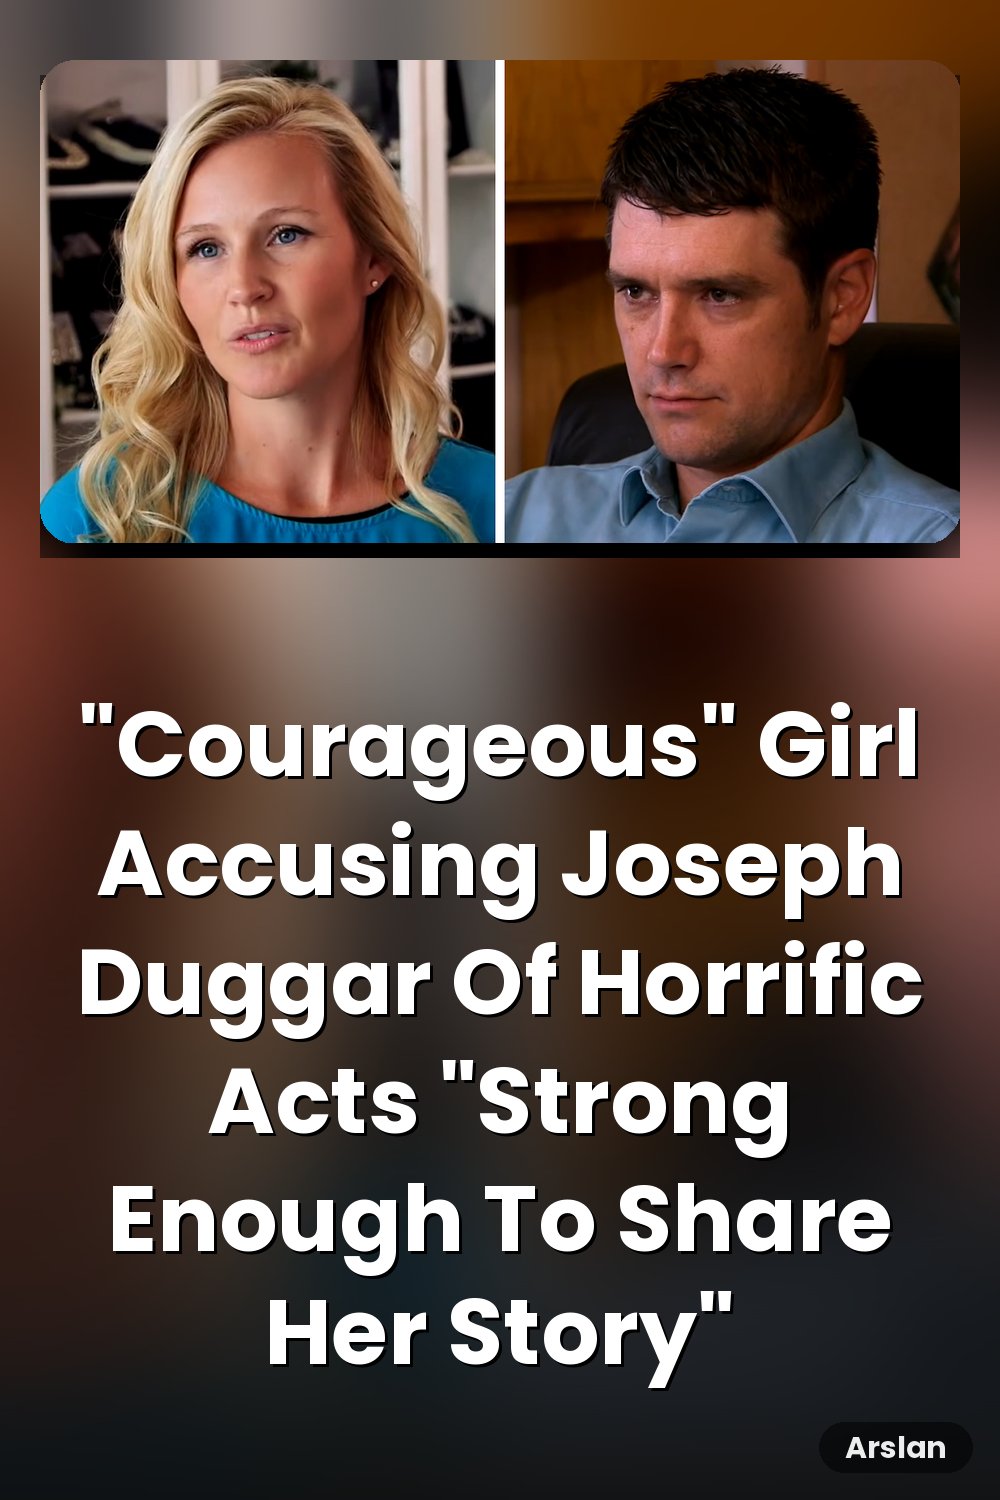 "Courageous" Girl
Accusing Joseph
Duggar Of Horrific
Acts "Strong
Enough To Share
Her Story"
Arslan